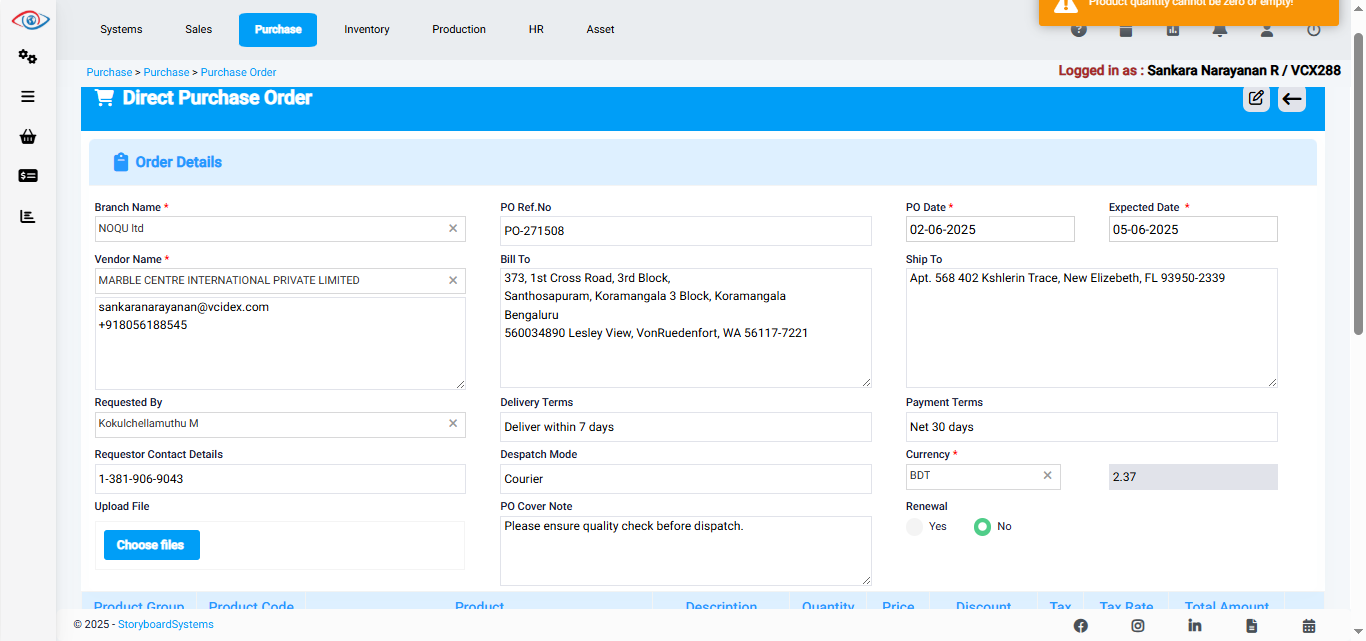 Product quantity cannot be zero or empty!
Systems Sales Purchase Inventory Production HR Asset
Purchase > Purchase > Purchase Order
Logged in as : Sankara Narayanan R / VCX288
Direct Purchase Order
Order Details
Branch Name * PO Ref.No PO Date * Expected Date *
NOQU ltd PO-271508 02-06-2025 05-06-2025
Vendor Name * Bill To Ship To
MARBLE CENTRE INTERNATIONAL PRIVATE LIMITED
sankaranarayanan@vcidex.com
+918056188545
373, 1st Cross Road, 3rd Block,
Santhosapuram, Koramangala 3 Block, Koramangala
Bengaluru
560034890 Lesley View, VonRuedenfort, WA 56117-7221
Apt. 568 402 Kshlerin Trace, New Elizebeth, FL 93950-2339
Requested By Delivery Terms Payment Terms
Kokulchellamuthu M Deliver within 7 days Net 30 days
Requestor Contact Details Despatch Mode Currency *
1-381-906-9043 Courier BDT 2.37
Upload File PO Cover Note Renewal
Choose files
Please ensure quality check before dispatch.
Yes No
Product Group Product Code Product Description Quantity Price Discount Tax Tax Rate Total Amount
© 2025 - StoryboardSystems